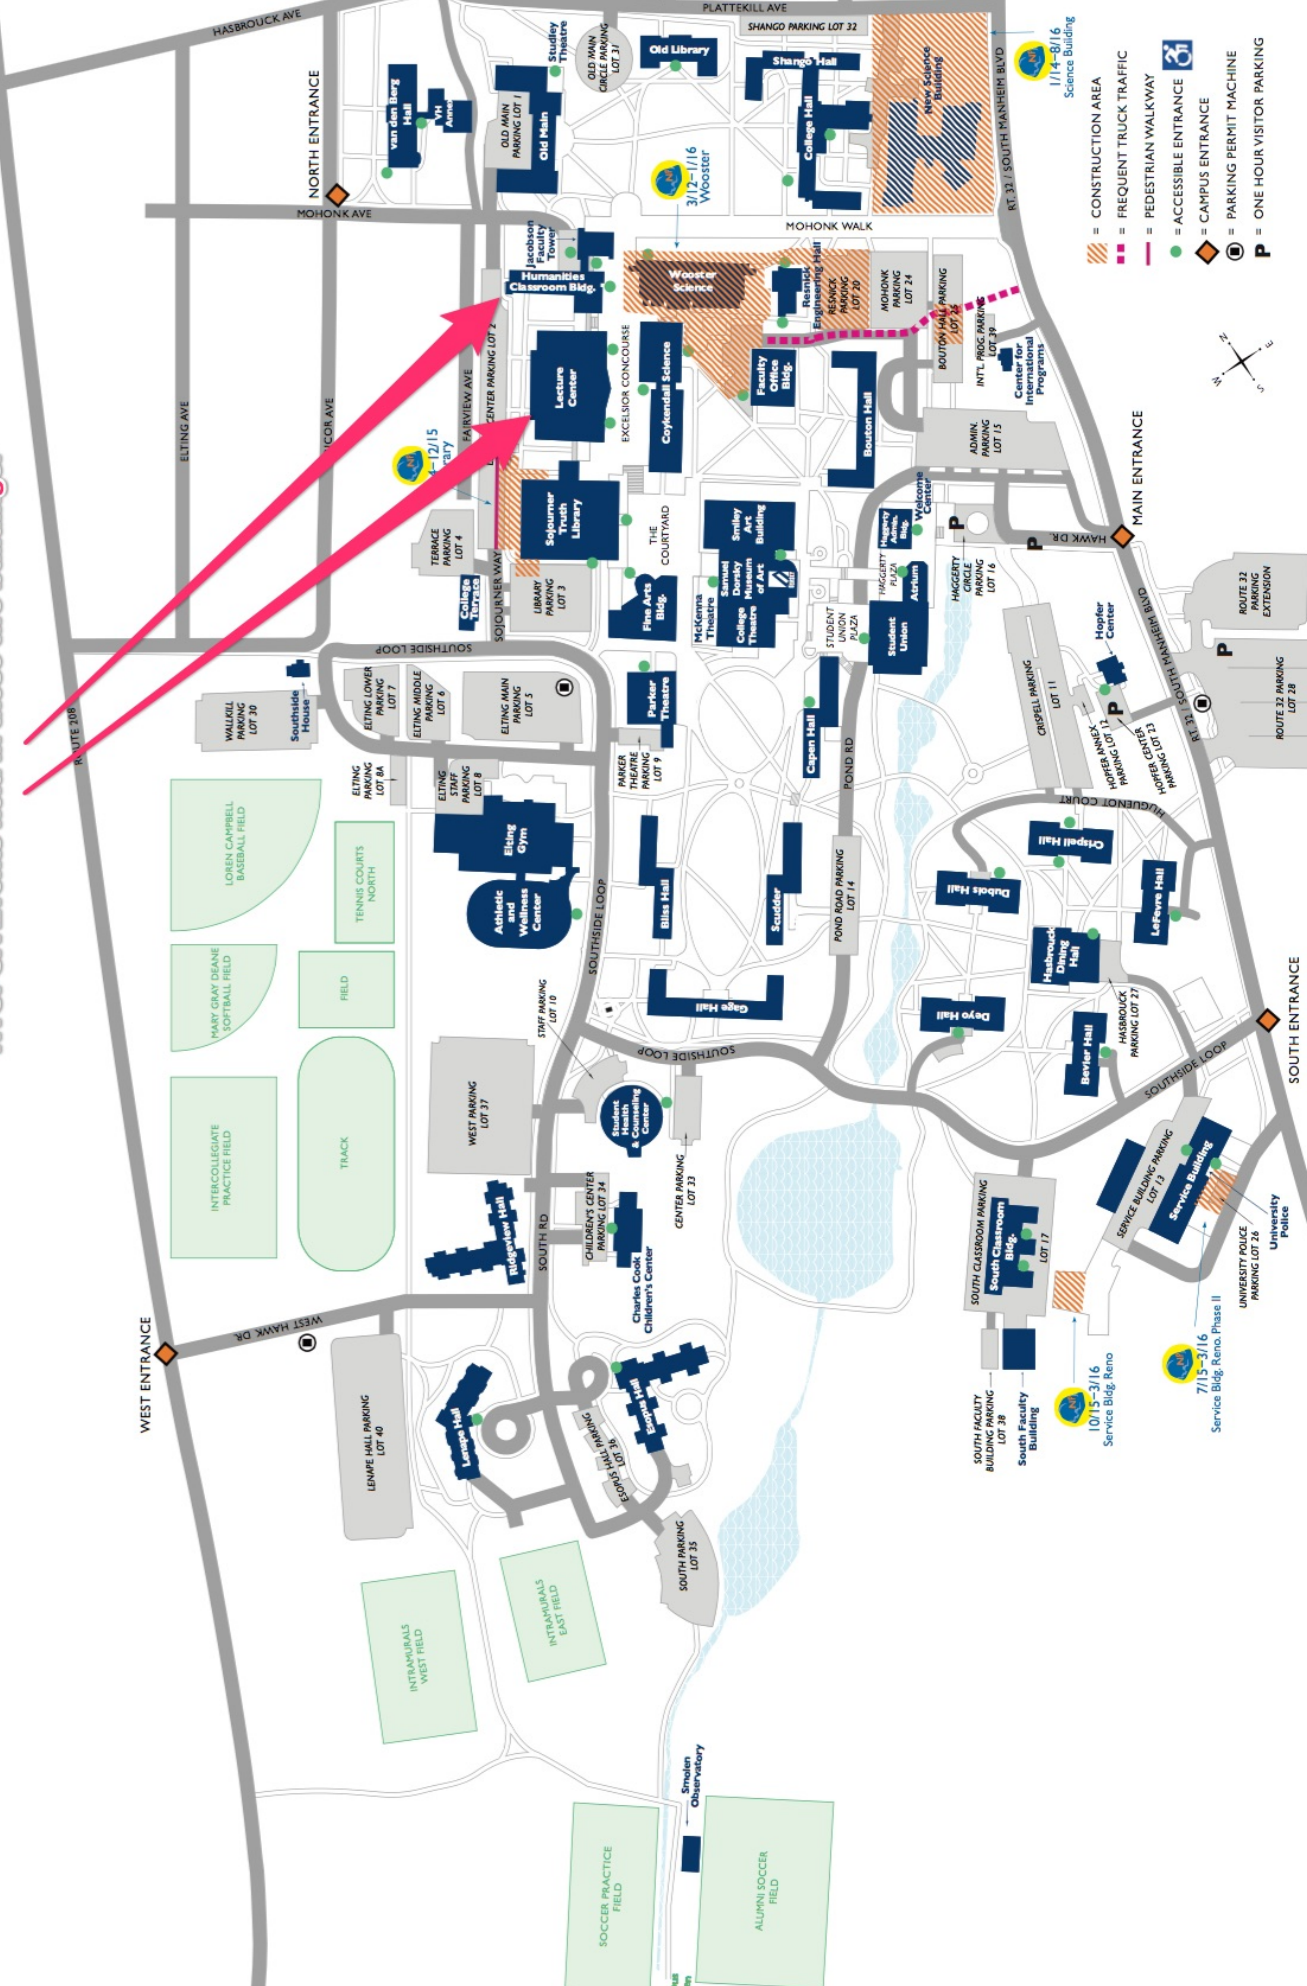 HASBROUCK AVE
PLATTEKILL AVE
SHANGO PARKING LOT 32
Studley
Theatre
OLD MAIN
CIRCLE PARKING
LOT 31
Old Library
Shango Hall
New Science
Building
1/14-8/16
Science Building
NORTH ENTRANCE
van den Berg
Hall
VH
Annex
OLD MAIN
PARKING LOT 1
Old Main
College Hall
RT. 32 / SOUTH MANHEIM BLVD
3/12-1/16
Wooster
MOHONK AVE
MOHONK WALK
= CONSTRUCTION AREA
= FREQUENT TRUCK TRAFFIC
= PEDESTRIAN WALKWAY
= ACCESSIBLE ENTRANCE
= CAMPUS ENTRANCE
= PARKING PERMIT MACHINE
P = ONE HOUR VISITOR PARKING
Jacobson
Faculty
Tower
Humanities
Classroom Bldg.
Wooster
Science
Resnick
Engineering Hall
RESNICK
PARKING
LOT 20
MOHONK
PARKING
LOT 24
BOUTON HALL PARKING
LOT 25
INT'L. PROG. PARKING
LOT 39
Center for
International
Programs
N
E
S
W
CENTER PARKING LOT 2
FAIRVIEW AVE
ELTING AVE
ICOR AVE
Lecture
Center
EXCELSIOR CONCOURSE
Coykendall Science
Faculty
Office
Bldg.
Bouton Hall
ADMIN.
PARKING
LOT 15
4-12/15
rary
TERRACE
PARKING
LOT 4
Sojourner
Truth
Library
THE
COURTYARD
Smiley
Art
Building
Haggerty
Admin.
Bldg.
Welcome
Center
P
P
HAWK DR.
MAIN ENTRANCE
College
Terrace
SOJOURNER WAY
LIBRARY
PARKING
LOT 3
Fine Arts
Bldg.
McKenna
Theatre
Samuel
Dorsky
Museum
of Art
College
Theatre
HAGGERTY
PLAZA
Atrium
HAGGERTY
CIRCLE
PARKING
LOT 16
STUDENT
UNION
PLAZA
Student
Union
ROUTE 32
PARKING
EXTENSION
SOUTHSIDE LOOP
ROUTE 208
WALLKILL
PARKING
LOT 30
Southside
House
ELTING LOWER
PARKING
LOT 7
ELTING MIDDLE
PARKING
LOT 6
ELTING MAIN
PARKING
LOT 5
Parker
Theatre
PARKER
THEATRE
PARKING
LOT 9
Capen Hall
POND RD
CRISPELL PARKING
LOT 11
Hopfer
Center
P
HOPFER ANNEX
PARKING LOT 12
HOPFER CENTER
PARKING LOT 23
RT. 32 / SOUTH MANHEIM BLVD
P
ROUTE 32 PARKING
LOT 28
ELTING
PARKING
LOT 8A
ELTING
STAFF
PARKING
LOT 8
Elting
Gym
LOREN CAMPBELL
BASEBALL FIELD
TENNIS COURTS
NORTH
Athletic
and
Wellness
Center
SOUTHSIDE LOOP
Bliss Hall
Scudder
POND ROAD PARKING
LOT 14
HUGUENOT COURT
Crispell Hall
Dubois Hall
LeFevre Hall
Hasbrouck
Dining
Hall
HASBROUCK
PARKING LOT 27
MARY GRAY DEANE
SOFTBALL FIELD
FIELD
STAFF PARKING
LOT 10
Gage Hall
Deyo Hall
Bevier Hall
SOUTH ENTRANCE
SOUTHSIDE LOOP
SOUTHSIDE LOOP
INTERCOLLEGIATE
PRACTICE FIELD
TRACK
WEST PARKING
LOT 37
Student
Health
& Counseling
Center
CENTER PARKING
LOT 33
SERVICE BUILDING PARKING
LOT 13
Service Building
University
Police
UNIVERSITY POLICE
PARKING LOT 26
Ridgeview Hall
SOUTH RD
CHILDREN'S CENTER
PARKING LOT 34
Charles Cook
Children's Center
SOUTH CLASSROOM PARKING
South Classroom
Bldg.
LOT 17
WEST ENTRANCE
WEST HAWK DR.
LENAPE HALL PARKING
LOT 40
Lenape Hall
Esopus Hall
ESOPUS HALL PARKING
LOT 36
SOUTH FACULTY
BUILDING PARKING
LOT 38
South Faculty
Building
10/15-3/16
Service Bldg. Reno
7/15-3/16
Service Bldg. Reno. Phase II
SOUTH PARKING
LOT 35
INTRAMURALS
WEST FIELD
INTRAMURALS
EAST FIELD
Smolen
Observatory
SOCCER PRACTICE
FIELD
ALUMNI SOCCER
FIELD